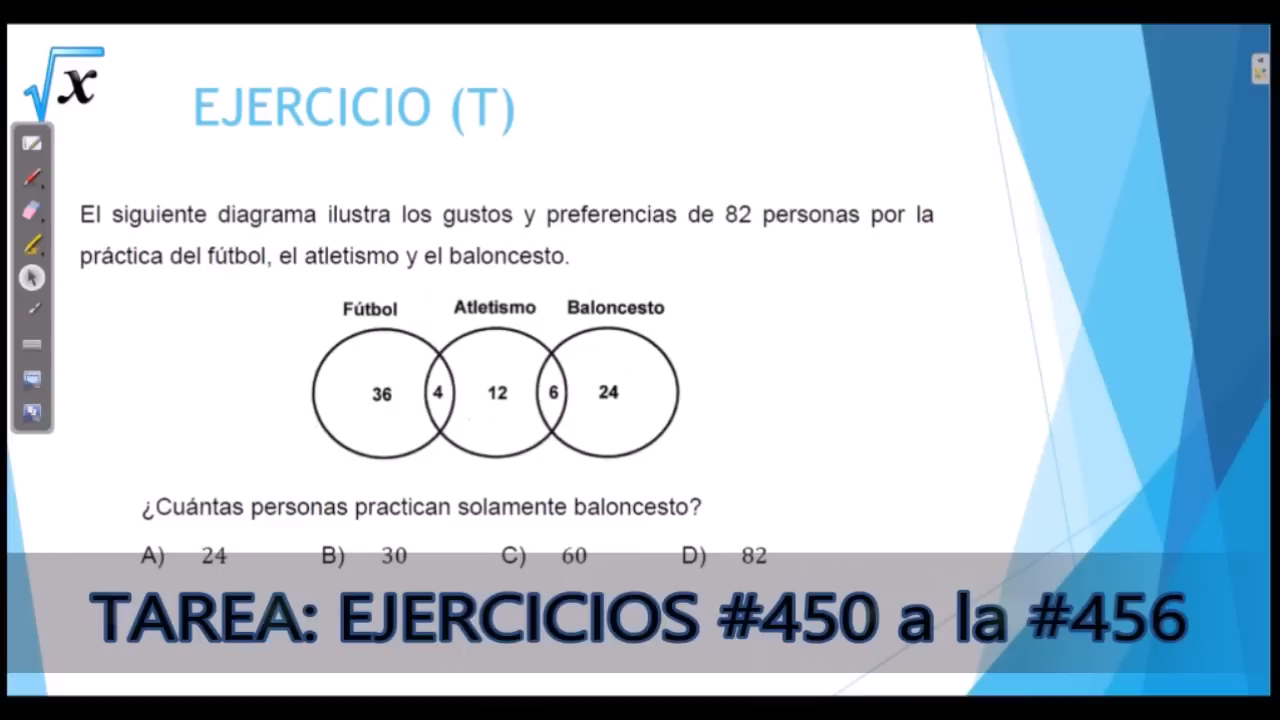 √x
EJERCICIO (T)
El siguiente diagrama ilustra los gustos y preferencias de 82 personas por la
práctica del fútbol, el atletismo y el baloncesto.
Fútbol Atletismo Baloncesto
36 4 12 6 24
¿Cuántas personas practican solamente baloncesto?
A) 24 B) 30 C) 60 D) 82
TAREA: EJERCICIOS #450 a la #456